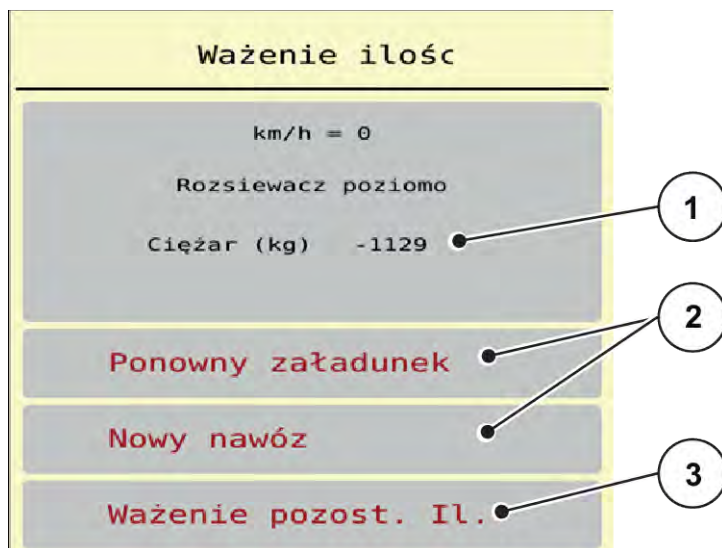 Ważenie ilośc
km/h = 0
Rozsiewacz poziomo
Ciężar (kg) -1129
1
Ponowny załadunek
2
Nowy nawóz
Ważenie pozost. Il.
3